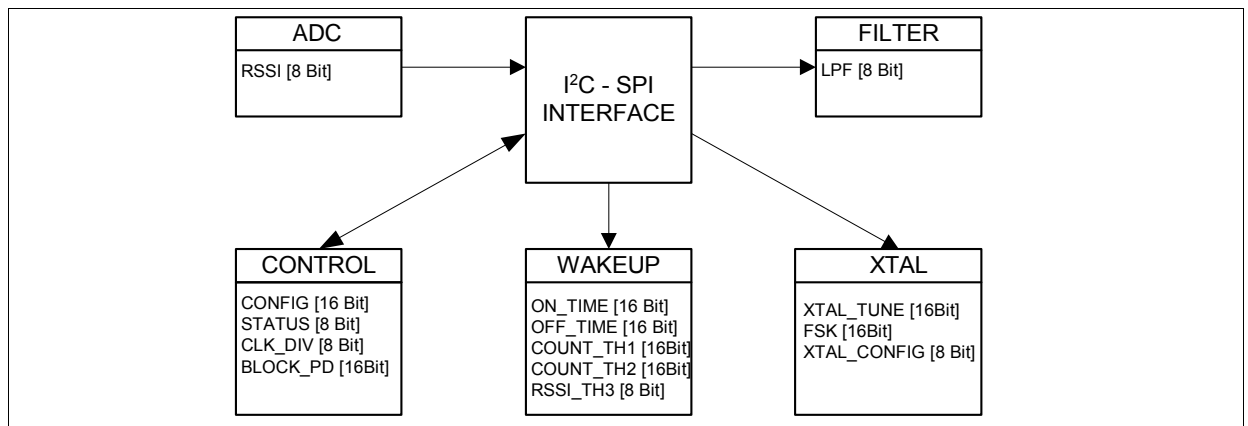 ADC
RSSI [8 Bit]
I²C - SPI
INTERFACE
FILTER
LPF [8 Bit]
CONTROL
CONFIG [16 Bit]
STATUS [8 Bit]
CLK_DIV [8 Bit]
BLOCK_PD [16Bit]
WAKEUP
ON_TIME [16 Bit]
OFF_TIME [16 Bit]
COUNT_TH1 [16Bit]
COUNT_TH2 [16Bit]
RSSI_TH3 [8 Bit]
XTAL
XTAL_TUNE [16Bit]
FSK [16Bit]
XTAL_CONFIG [8 Bit]